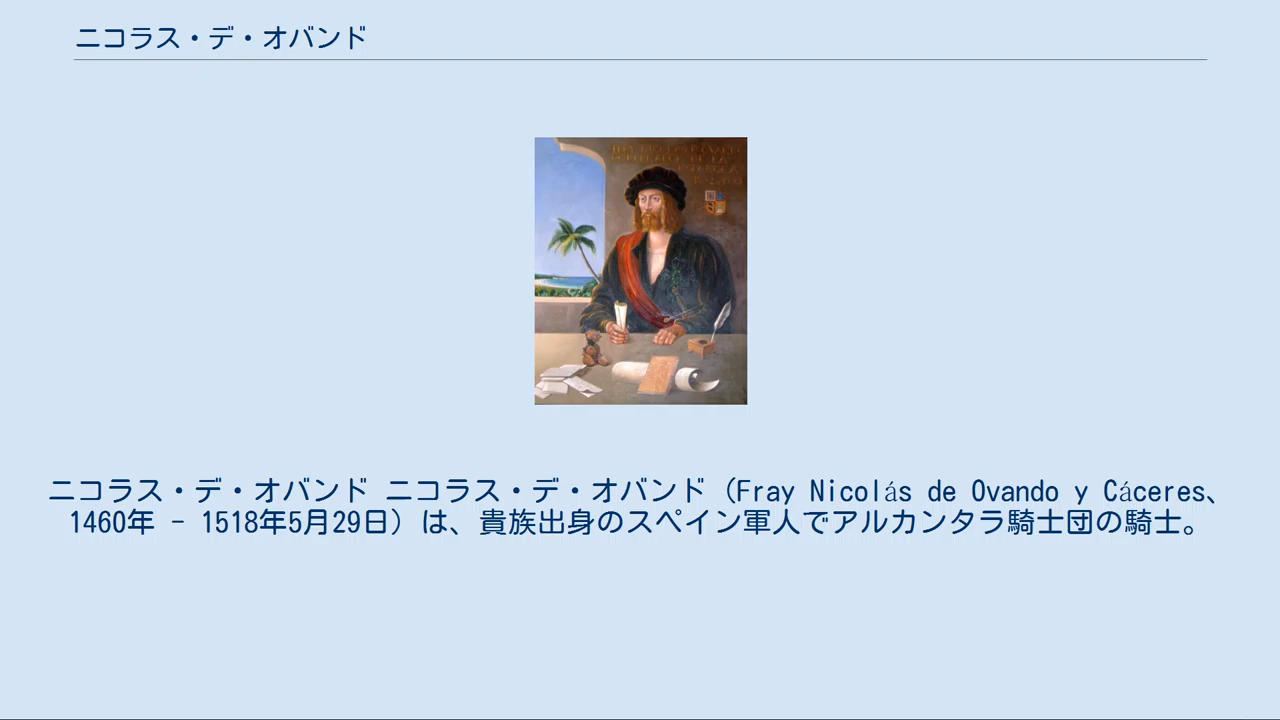 ニコラス・デ・オバンド
ニコラス・デ・オバンド ニコラス・デ・オバンド（Fray Nicolás de Ovando y Cáceres、
1460年 - 1518年5月29日）は、貴族出身のスペイン軍人でアルカンタラ騎士団の騎士。